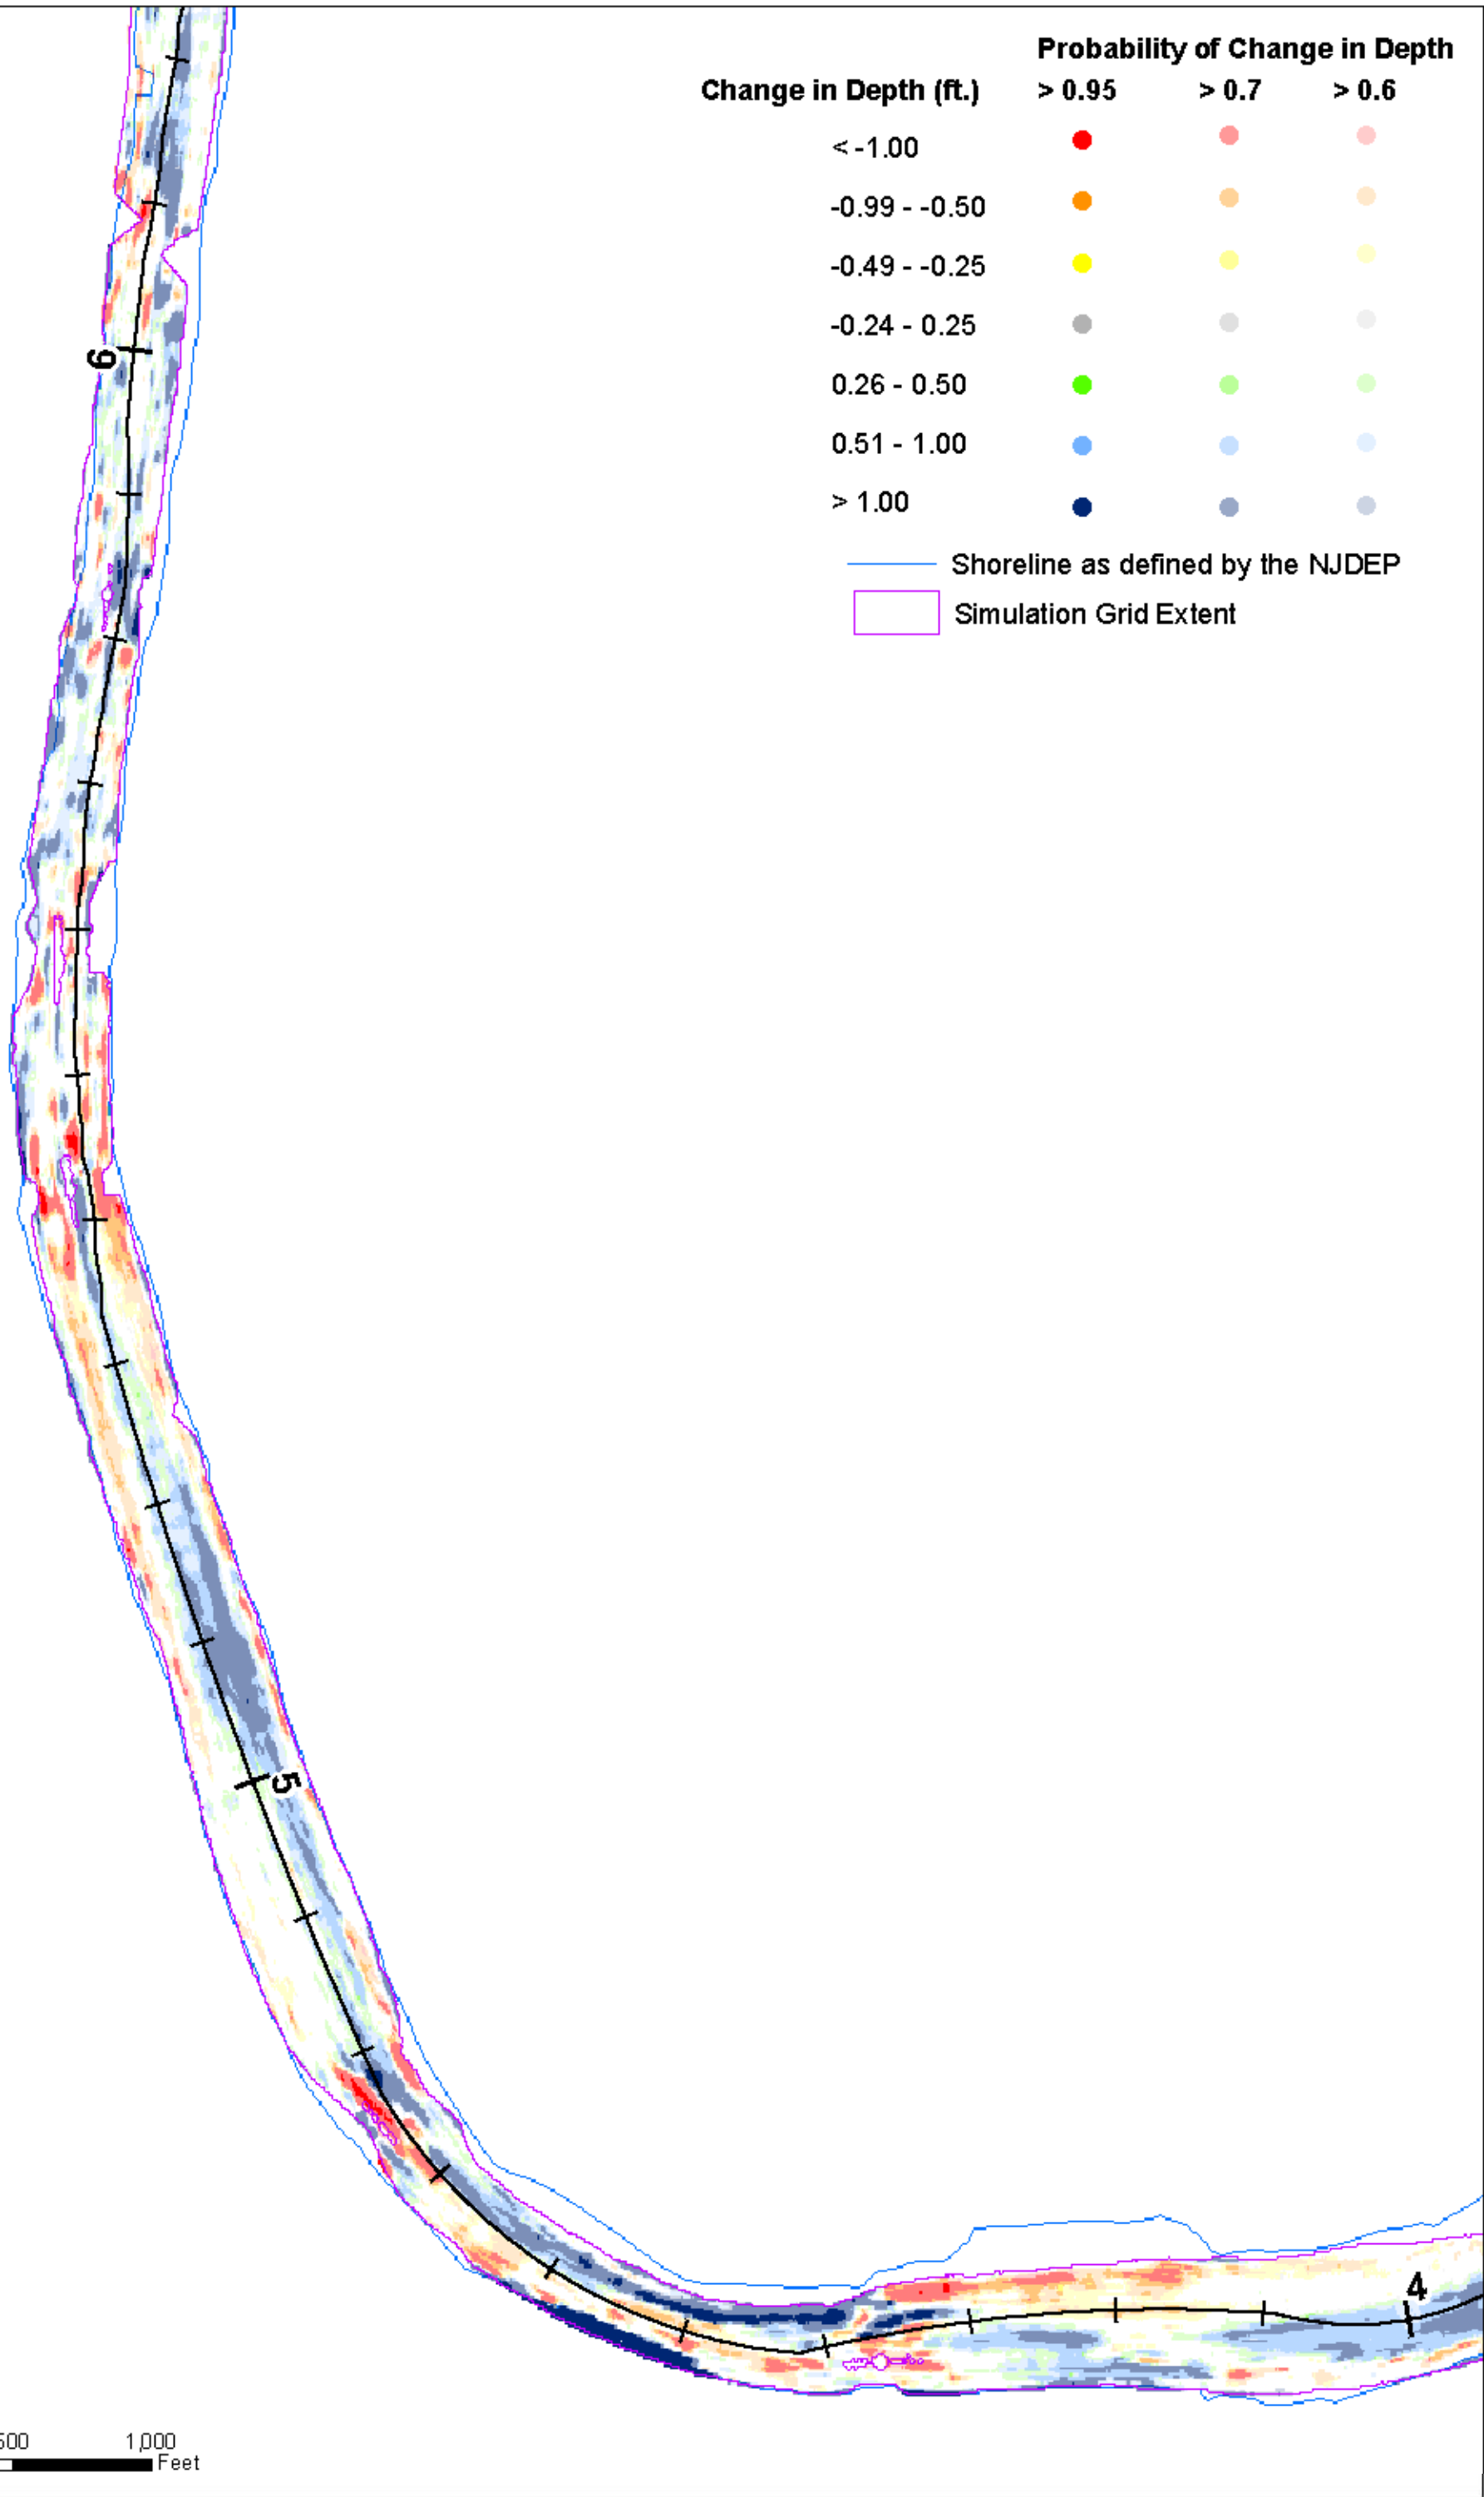 Probability of Change in Depth
Change in Depth (ft.) > 0.95 > 0.7 > 0.6
< -1.00
-0.99 - -0.50
-0.49 - -0.25
-0.24 - 0.25
0.26 - 0.50
0.51 - 1.00
> 1.00
Shoreline as defined by the NJDEP
Simulation Grid Extent
6
5
4
500 1,000
Feet